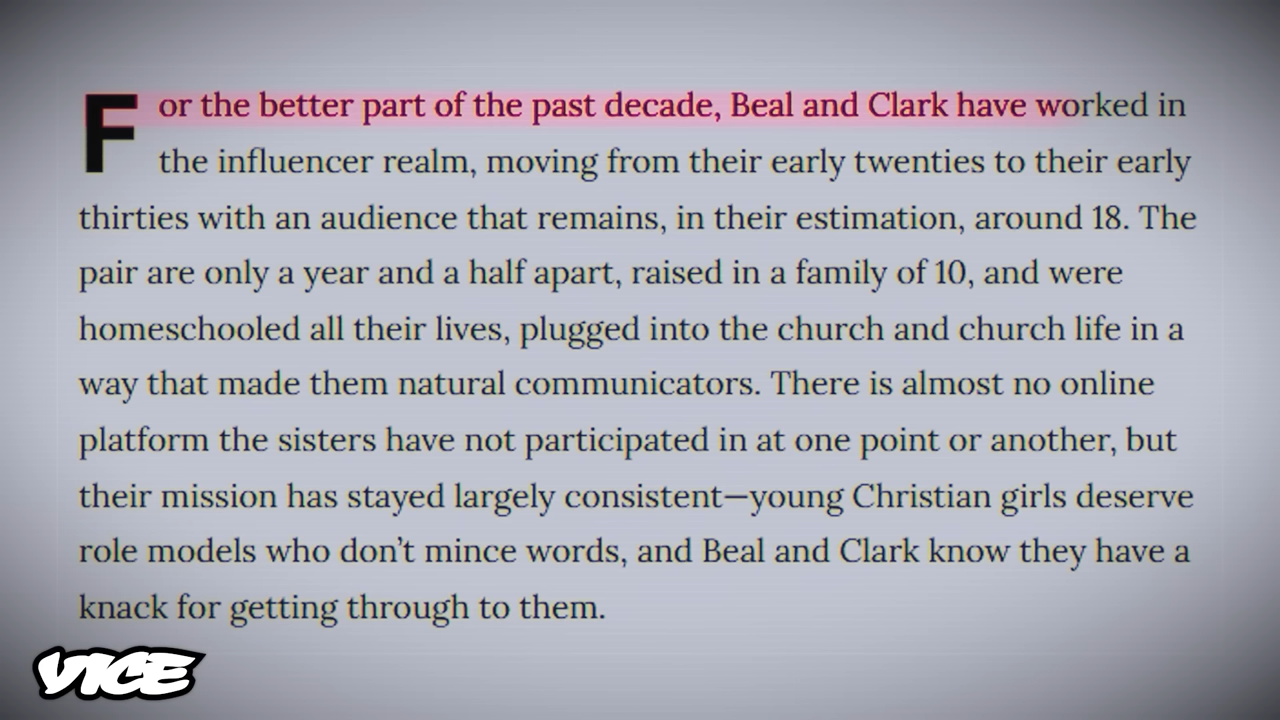 For the better part of the past decade, Beal and Clark have worked in
the influencer realm, moving from their early twenties to their early
thirties with an audience that remains, in their estimation, around 18. The
pair are only a year and a half apart, raised in a family of 10, and were
homeschooled all their lives, plugged into the church and church life in a
way that made them natural communicators. There is almost no online
platform the sisters have not participated in at one point or another, but
their mission has stayed largely consistent—young Christian girls deserve
role models who don’t mince words, and Beal and Clark know they have a
knack for getting through to them.
VICE